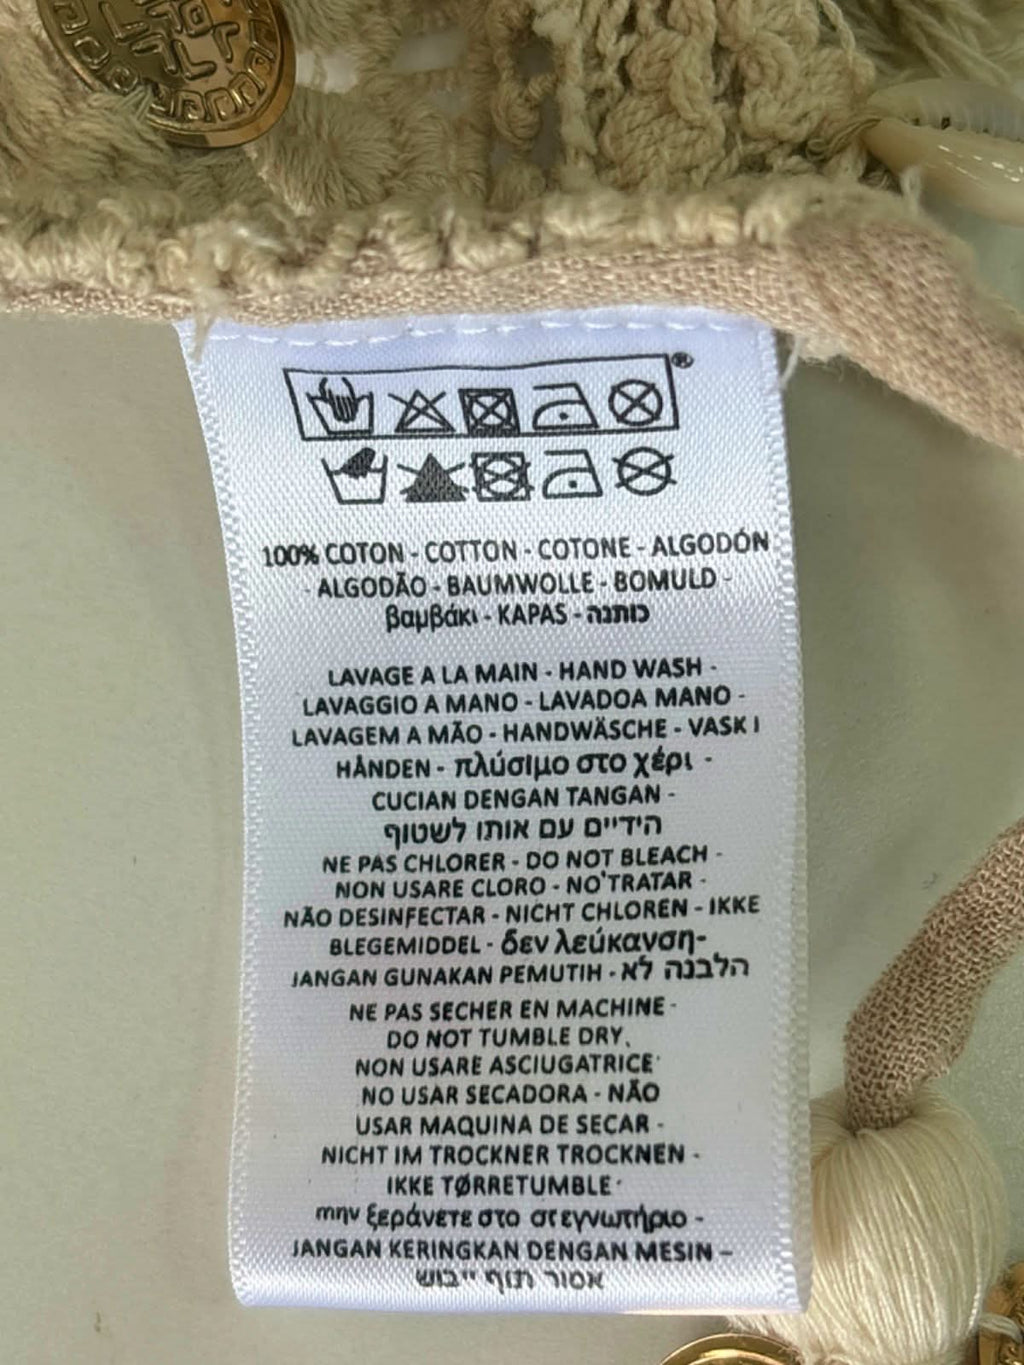 ®
100% COTON - COTTON - COTONE - ALGODÓN
- ALGODÃO - BAUMWOLLE - BOMULD -
βαμβάκι - KAPAS - כותנה
LAVAGE A LA MAIN - HAND WASH -
LAVAGGIO A MANO - LAVADOA MANO -
LAVAGEM A MÃO - HANDWÄSCHE - VASK I
HÅNDEN - πλύσιμο στο χέρι -
CUCIAN DENGAN TANGAN -
הידיים עם אותו לשטוף
NE PAS CHLORER - DO NOT BLEACH -
NON USARE CLORO - NO TRATAR -
NÃO DESINFECTAR - NICHT CHLOREN - IKKE
BLEGEMIDDEL - δεν λεύκανση-
JANGAN GUNAKAN PEMUTIH - הלבנה לא
NE PAS SECHER EN MACHINE -
DO NOT TUMBLE DRY.
NON USARE ASCIUGATRICE
NO USAR SECADORA - NÃO
USAR MAQUINA DE SECAR -
NICHT IM TROCKNER TROCKNEN -
IKKE TØRRETUMBLE -
mην ξεράνετε στο στεγνωτήριο -
JANGAN KERINGKAN DENGAN MESIN –
אסור תוף ייבוש